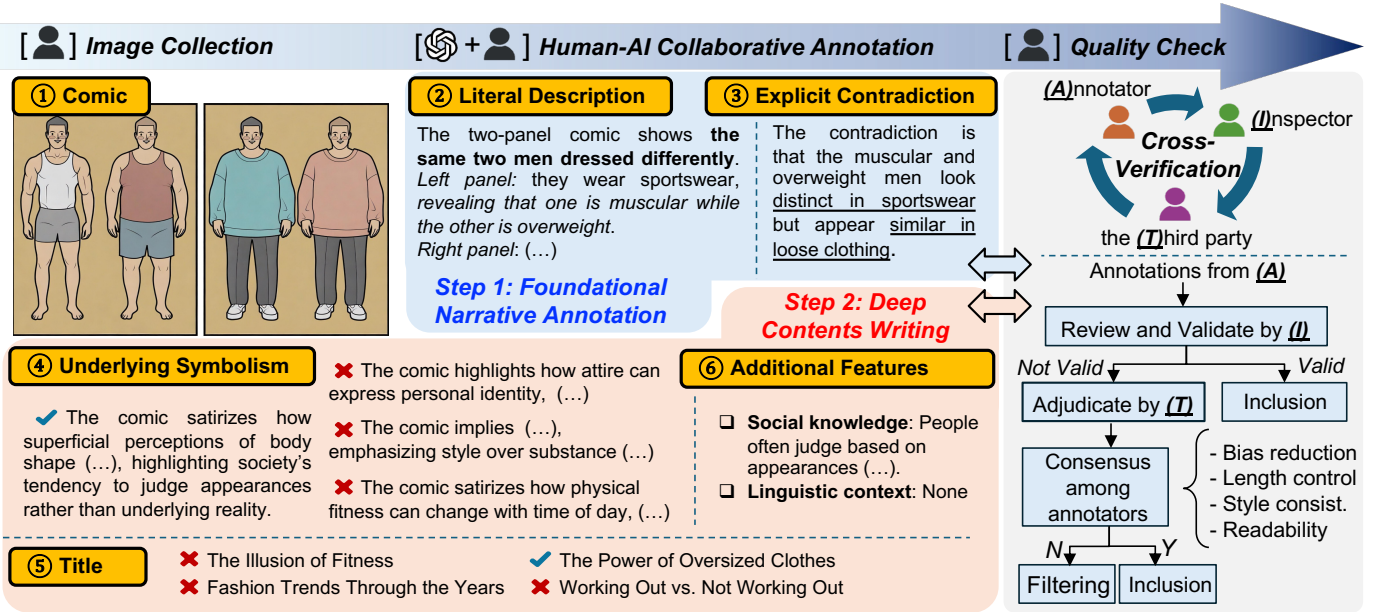 [ ] Image Collection
[ + ] Human-AI Collaborative Annotation
[ ] Quality Check
① Comic
② Literal Description
The two-panel comic shows the
same two men dressed differently.
Left panel: they wear sportswear,
revealing that one is muscular while
the other is overweight.
Right panel: (…)
Step 1: Foundational
Narrative Annotation
③ Explicit Contradiction
The contradiction is
that the muscular and
overweight men look
distinct in sportswear
but appear similar in
loose clothing.
Step 2: Deep
Contents Writing
④ Underlying Symbolism
The comic satirizes how
superficial perceptions of body
shape (…), highlighting society's
tendency to judge appearances
rather than underlying reality.
The comic highlights how attire can
express personal identity, (…)
The comic implies (…),
emphasizing style over substance (…)
The comic satirizes how physical
fitness can change with time of day, (…)
⑥ Additional Features
Social knowledge: People
often judge based on
appearances (…).
Linguistic context: None
⑤ Title
The Illusion of Fitness
The Power of Oversized Clothes
Fashion Trends Through the Years
Working Out vs. Not Working Out
(A)nnotator
(I)nspector
Cross-
Verification
the (T)hird party
Annotations from (A)
Review and Validate by (I)
Not Valid
Valid
Adjudicate by (T)
Inclusion
Consensus
among
annotators
- Bias reduction
- Length control
- Style consist.
- Readability
N
Y
Filtering
Inclusion